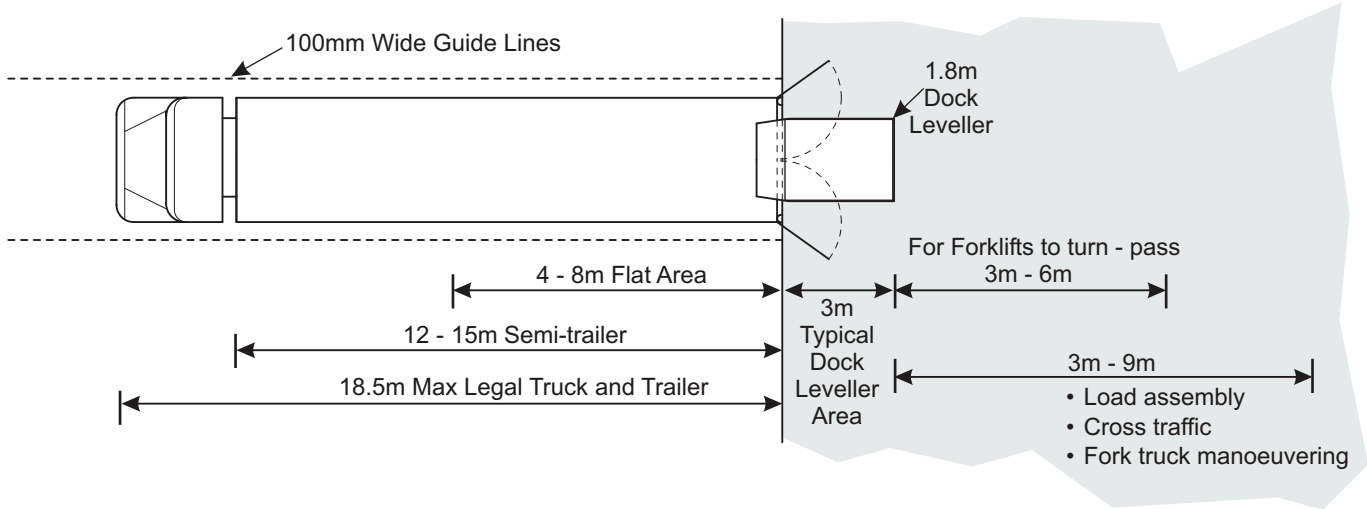 100mm Wide Guide Lines
1.8m
Dock
Leveller
For Forklifts to turn - pass
3m - 6m
4 - 8m Flat Area
3m
Typical
Dock
Leveller
Area
12 - 15m Semi-trailer
18.5m Max Legal Truck and Trailer
3m - 9m
• Load assembly
• Cross traffic
• Fork truck manoeuvering